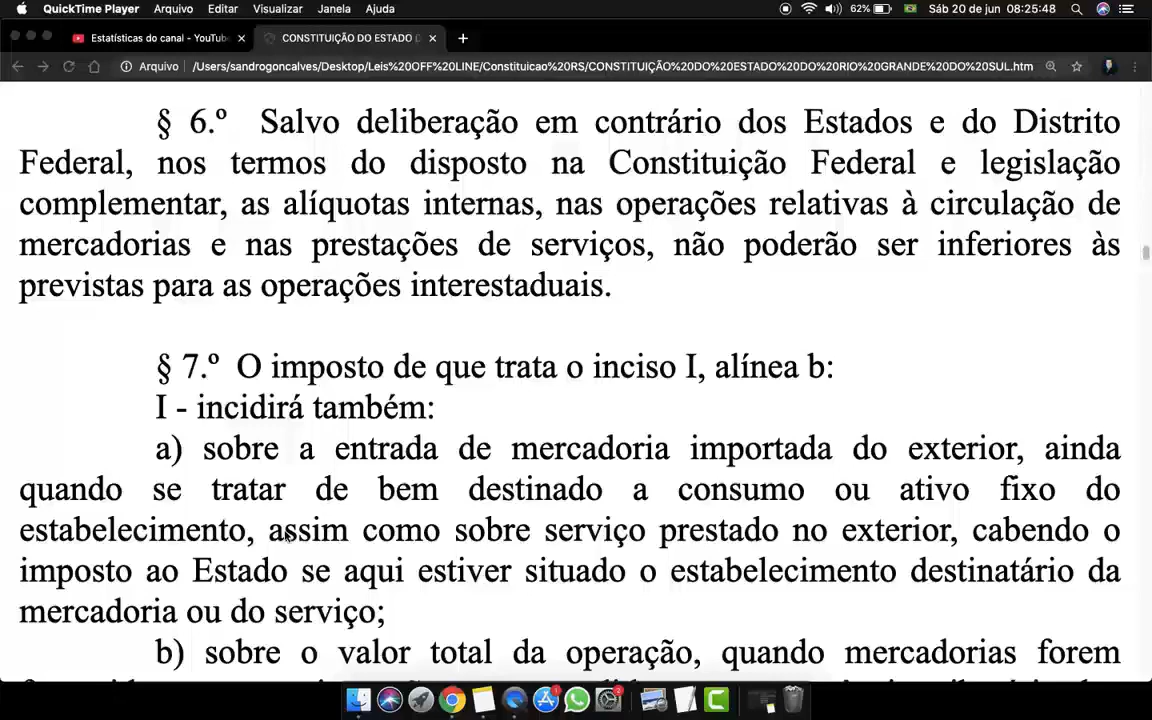 QuickTime Player Arquivo Editar Visualizar Janela Ajuda 62% Sáb 20 de jun 08:25:48
Estatísticas do canal - YouTube CONSTITUIÇÃO DO ESTADO
Arquivo /Users/sandrogoncalves/Desktop/Leis%20OFF%20LINE/Constituicao%20RS/CONSTITUIÇÃO%20DO%20ESTADO%20DO%20RIO%20GRANDE%20DO%20SUL.htm
§ 6.º Salvo deliberação em contrário dos Estados e do Distrito
Federal, nos termos do disposto na Constituição Federal e legislação
complementar, as alíquotas internas, nas operações relativas à circulação de
mercadorias e nas prestações de serviços, não poderão ser inferiores às
previstas para as operações interestaduais.
§ 7.º O imposto de que trata o inciso I, alínea b:
I - incidirá também:
a) sobre a entrada de mercadoria importada do exterior, ainda
quando se tratar de bem destinado a consumo ou ativo fixo do
estabelecimento, assim como sobre serviço prestado no exterior, cabendo o
imposto ao Estado se aqui estiver situado o estabelecimento destinatário da
mercadoria ou do serviço;
b) sobre o valor total da operação, quando mercadorias forem